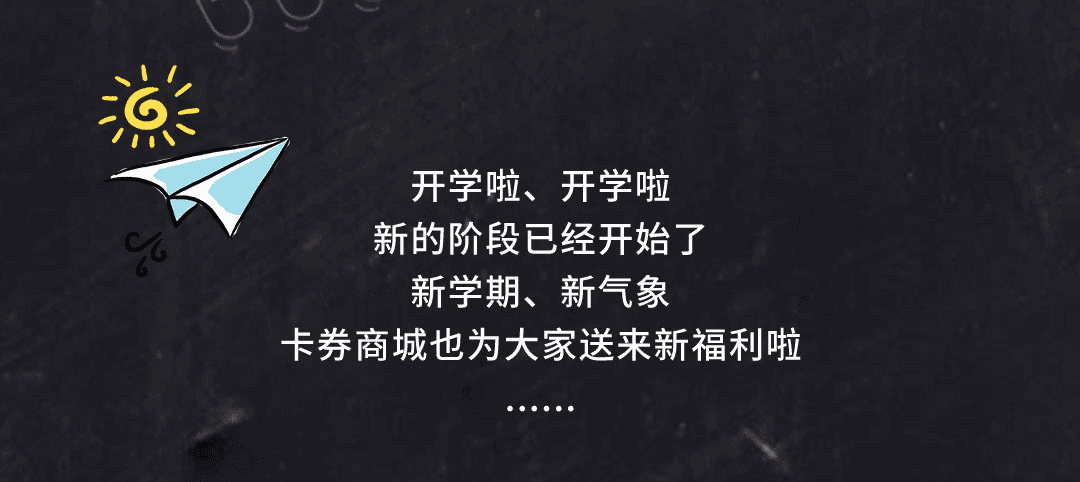 开学啦、开学啦
新的阶段已经开始了
新学期、新气象
卡券商城也为大家送来新福利啦
......